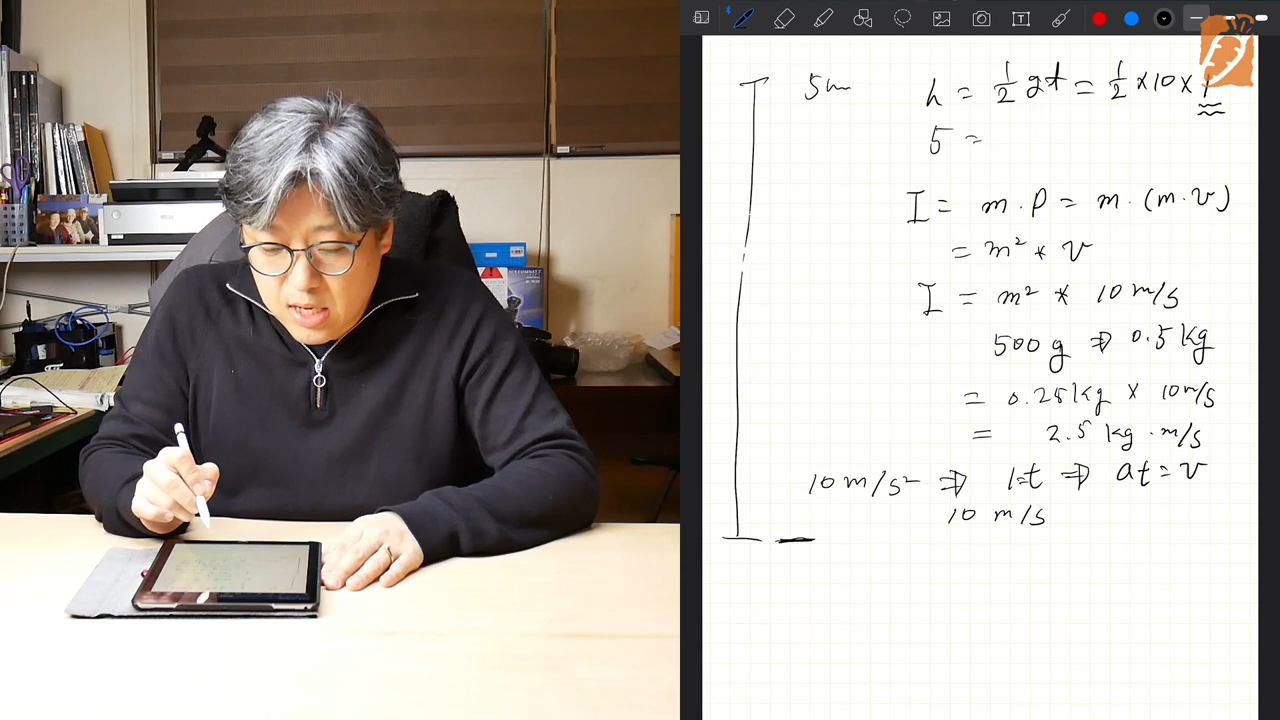 5m h = 1/2 gt = 1/2 × 10 × 1
5 =
I = m . P = m . (m . v)
= m² * v
I = m² * 10 m/s
500 g ⇒ 0.5 kg
= 0.25 kg × 10 m/s
= 2.5 kg . m/s
10 m/s² ⇒ 1=t ⇒ at = v
10 m/s